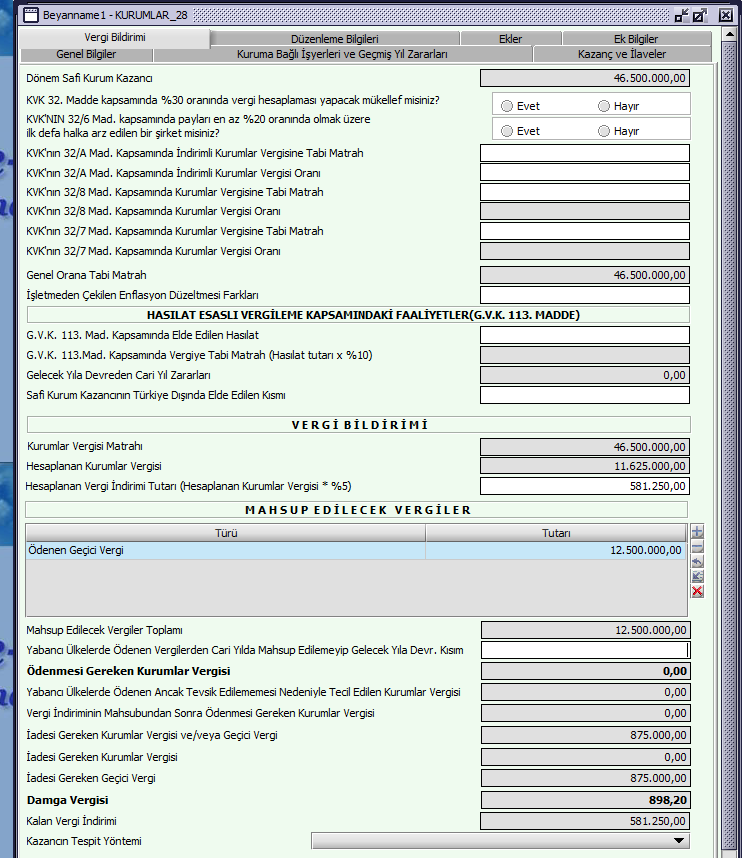 Beyanname1 - KURUMLAR_28
Vergi Bildirimi
Düzenleme Bilgileri
Ekler
Ek Bilgiler
Genel Bilgiler
Kuruma Bağlı İşyerleri ve Geçmiş Yıl Zararları
Kazanç ve İlaveler
Dönem Safi Kurum Kazancı 46.500.000,00
KVK 32. Madde kapsamında %30 oranında vergi hesaplaması yapacak mükellef misiniz? Evet Hayır
KVK'NIN 32/6 Mad. kapsamında payları en az %20 oranında olmak üzere
ilk defa halka arz edilen bir şirket misiniz? Evet Hayır
KVK'nın 32/A Mad. Kapsamında İndirimli Kurumlar Vergisine Tabi Matrah
KVK'nın 32/A Mad. Kapsamında İndirimli Kurumlar Vergisi Oranı
KVK'nın 32/8 Mad. Kapsamında Kurumlar Vergisine Tabi Matrah
KVK'nın 32/8 Mad. Kapsamında Kurumlar Vergisi Oranı
KVK'nın 32/7 Mad. Kapsamında Kurumlar Vergisine Tabi Matrah
KVK'nın 32/7 Mad. Kapsamında Kurumlar Vergisi Oranı
Genel Orana Tabi Matrah 46.500.000,00
İşletmeden Çekilen Enflasyon Düzeltmesi Farkları
HASILAT ESASLI VERGİLEME KAPSAMINDAKİ FAALİYETLER(G.V.K. 113. MADDE)
G.V.K. 113. Mad. Kapsamında Elde Edilen Hasılat
G.V.K. 113.Mad. Kapsamında Vergiye Tabi Matrah (Hasılat tutarı x %10)
Gelecek Yıla Devreden Cari Yıl Zararları 0,00
Safi Kurum Kazancının Türkiye Dışında Elde Edilen Kısmı
VERGİ BİLDİRİMİ
Kurumlar Vergisi Matrahı 46.500.000,00
Hesaplanan Kurumlar Vergisi 11.625.000,00
Hesaplanan Vergi İndirimi Tutarı (Hesaplanan Kurumlar Vergisi * %5) 581.250,00
MAHSUP EDİLECEK VERGİLER
Türü Tutarı
Ödenen Geçici Vergi 12.500.000,00
Mahsup Edilecek Vergiler Toplamı 12.500.000,00
Yabancı Ülkelerde Ödenen Vergilerden Cari Yılda Mahsup Edilemeyip Gelecek Yıla Devr. Kısım
Ödenmesi Gereken Kurumlar Vergisi 0,00
Yabancı Ülkelerde Ödenen Ancak Tevsik Edilememesi Nedeniyle Tecil Edilen Kurumlar Vergisi 0,00
Vergi İndiriminin Mahsubundan Sonra Ödenmesi Gereken Kurumlar Vergisi 0,00
İadesi Gereken Kurumlar Vergisi ve/veya Geçici Vergi 875.000,00
İadesi Gereken Kurumlar Vergisi 0,00
İadesi Gereken Geçici Vergi 875.000,00
Damga Vergisi 898,20
Kalan Vergi İndirimi 581.250,00
Kazancın Tespit Yöntemi